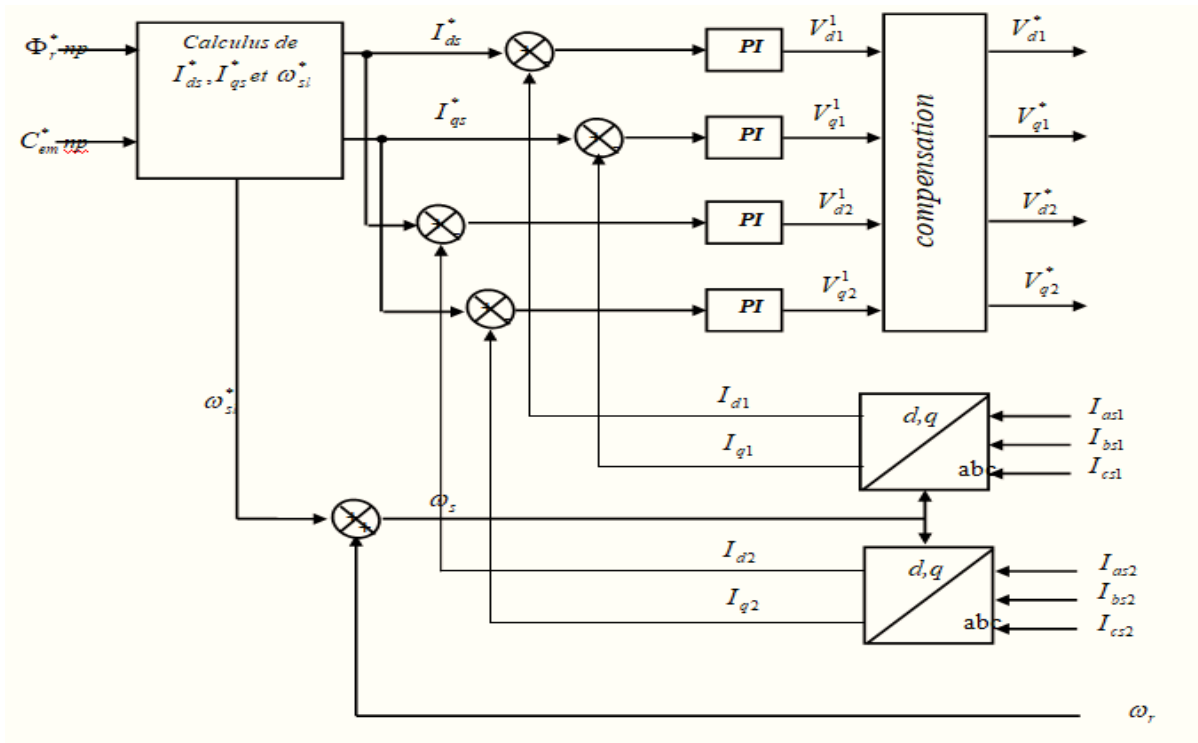 Φ*r np
C*em np
Calculus de
I*ds , I*qs et ω*sl
I*ds
I*qs
PI
PI
PI
PI
V1d1
V1q1
V1d2
V1q2
compensation
V*d1
V*q1
V*d2
V*q2
ω*sl
Id1
Iq1
d,q
abc
Ias1
Ibs1
Ics1
ωs
Id2
Iq2
d,q
abc
Ias2
Ibs2
Ics2
ωr